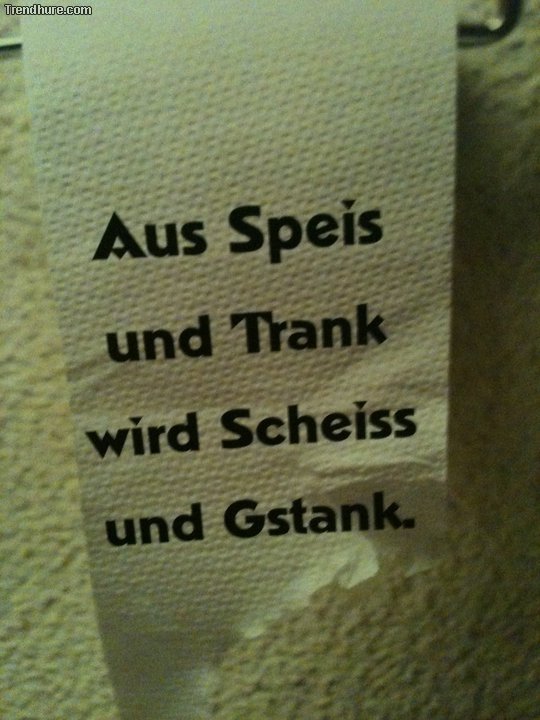 Trendhure.com
Aus Speis
und Trank
wird Scheiss
und Gstank.